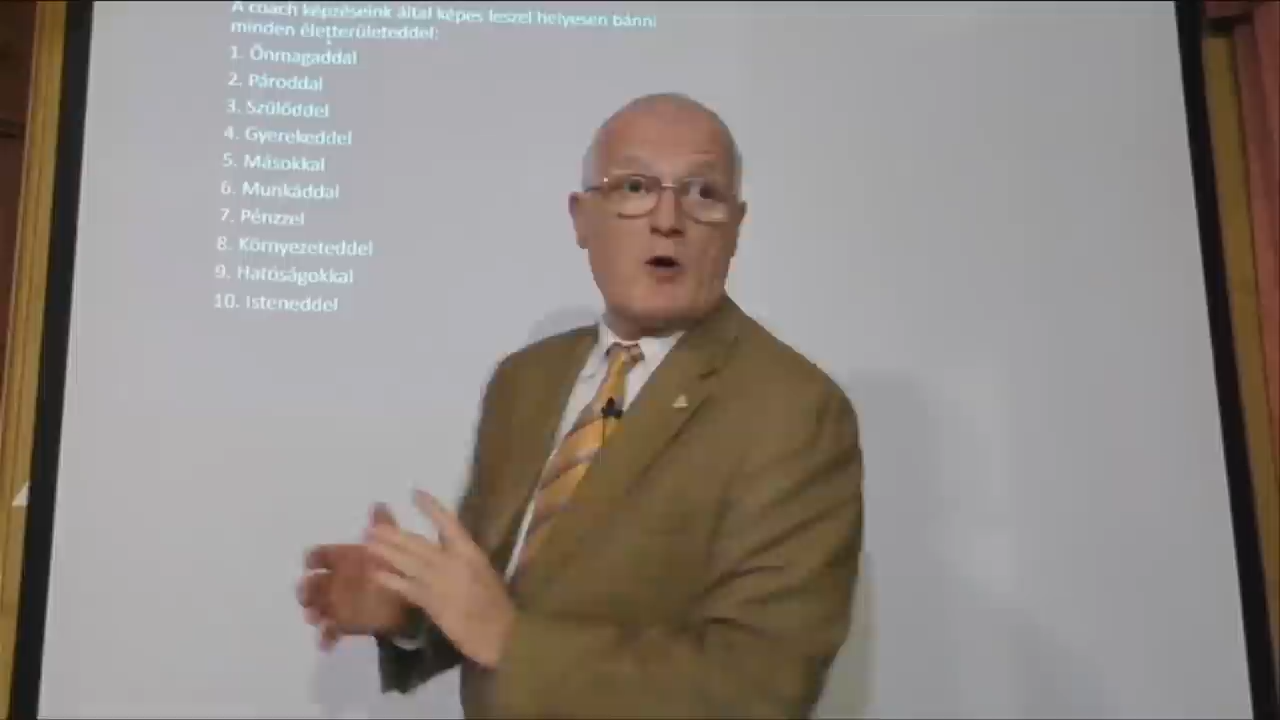 A coach képzéseink által képes leszel helyesen bánni
minden életterületeddel:
1. Önmagaddal
2. Pároddal
3. Szülőddel
4. Gyerekeddel
5. Másokkal
6. Munkáddal
7. Pénzzel
8. Környezeteddel
9. Hatóságokkal
10. Isteneddel